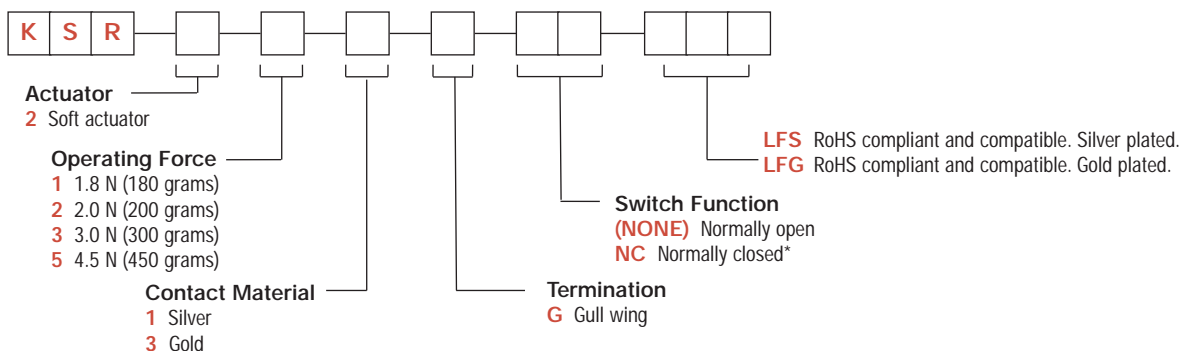 K S R
Actuator
2 Soft actuator
Operating Force
1 1.8 N (180 grams)
2 2.0 N (200 grams)
3 3.0 N (300 grams)
5 4.5 N (450 grams)
Contact Material
1 Silver
3 Gold
Termination
G Gull wing
Switch Function
(NONE) Normally open
NC Normally closed*
LFS RoHS compliant and compatible. Silver plated.
LFG RoHS compliant and compatible. Gold plated.